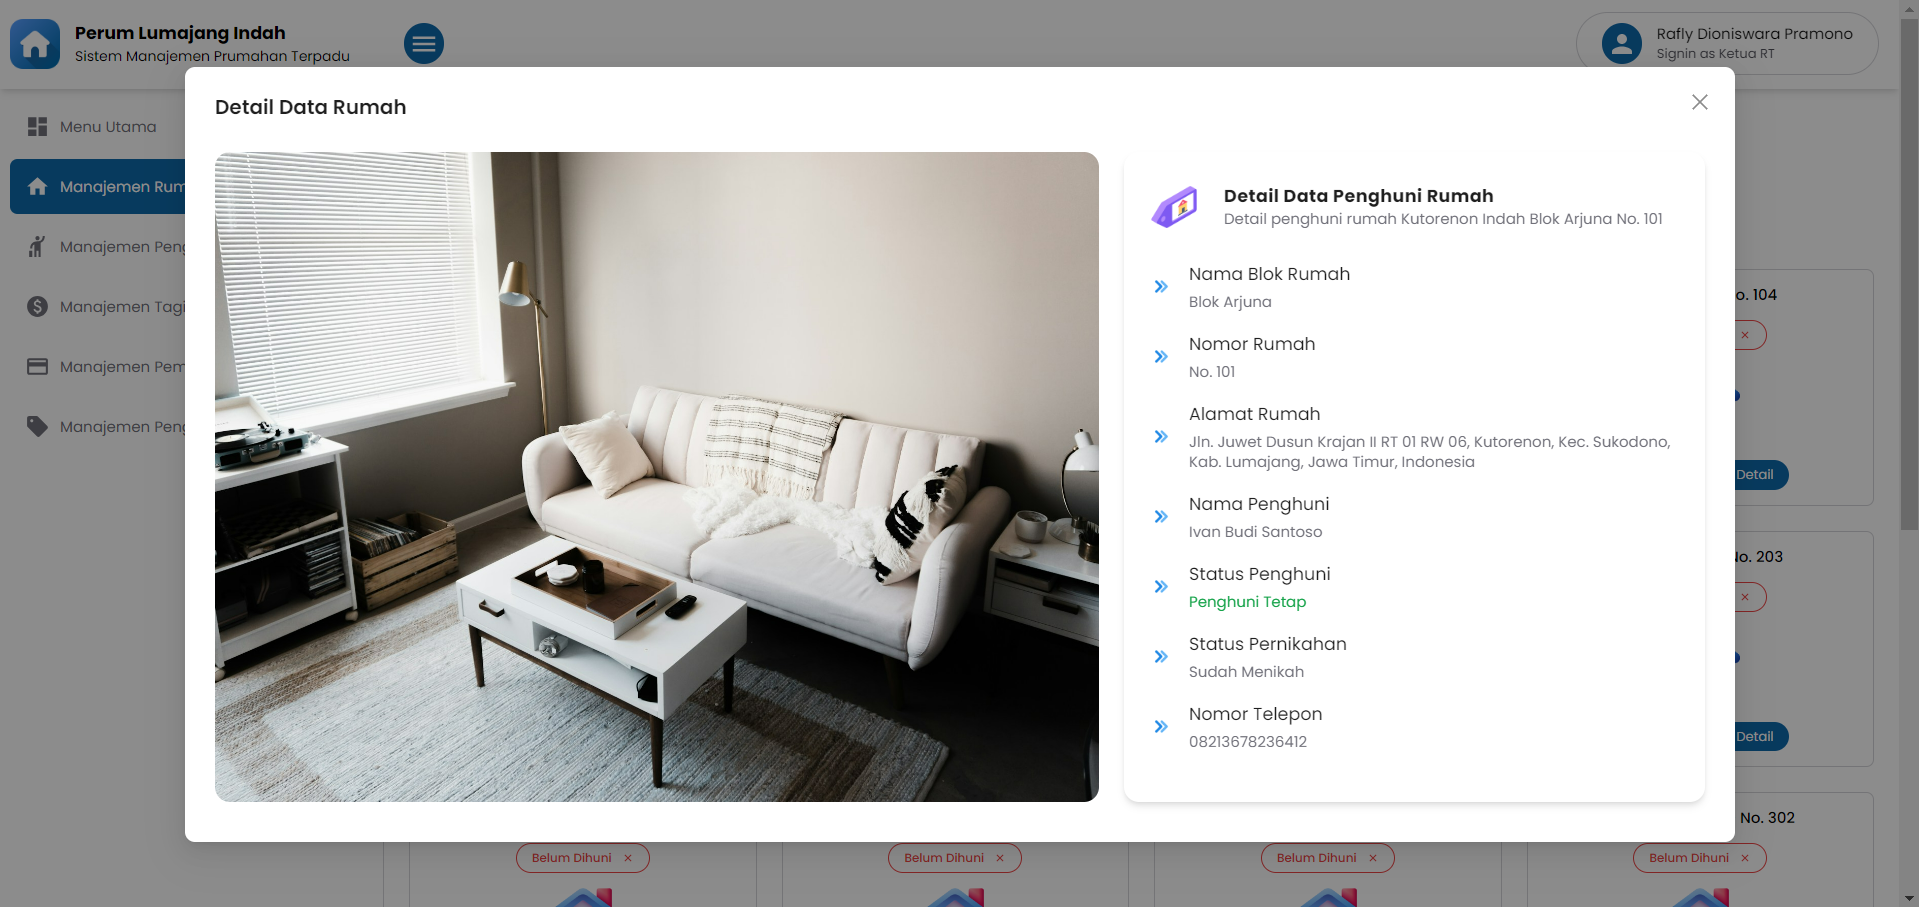 Perum Lumajang Indah
Sistem Manajemen Prumahan Terpadu
Rafly Dioniswara Pramono
Signin as Ketua RT
Menu Utama
Manajemen Rum
Manajemen Peng
Manajemen Tagi
Manajemen Pem
Manajemen Peng
Detail Data Rumah
Detail Data Penghuni Rumah
Detail penghuni rumah Kutorenon Indah Blok Arjuna No. 101
Nama Blok Rumah
Blok Arjuna
Nomor Rumah
No. 101
Alamat Rumah
Jln. Juwet Dusun Krajan II RT 01 RW 06, Kutorenon, Kec. Sukodono,
Kab. Lumajang, Jawa Timur, Indonesia
Nama Penghuni
Ivan Budi Santoso
Status Penghuni
Penghuni Tetap
Status Pernikahan
Sudah Menikah
Nomor Telepon
08213678236412
o. 104
Detail
No. 203
Detail
No. 302
Belum Dihuni
Belum Dihuni
Belum Dihuni
Belum Dihuni